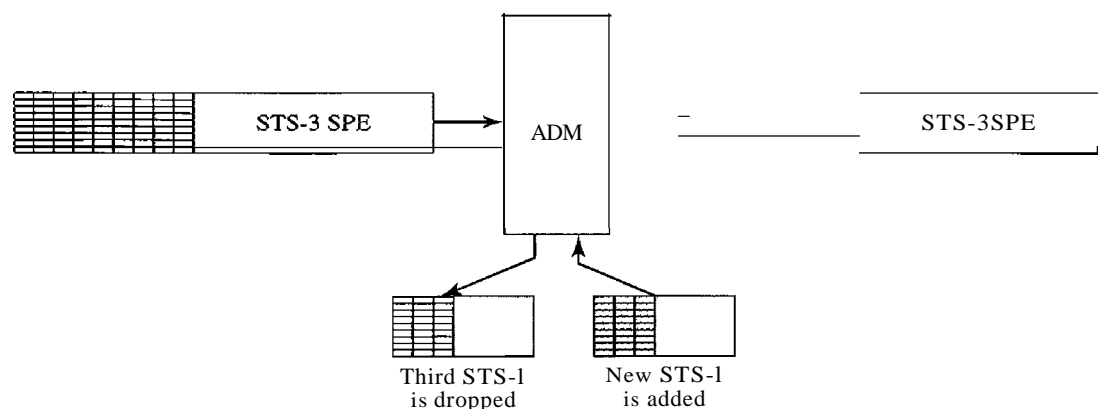 STS-3 SPE
ADM
STS-3SPE
Third STS-1
is dropped
New STS-1
is added